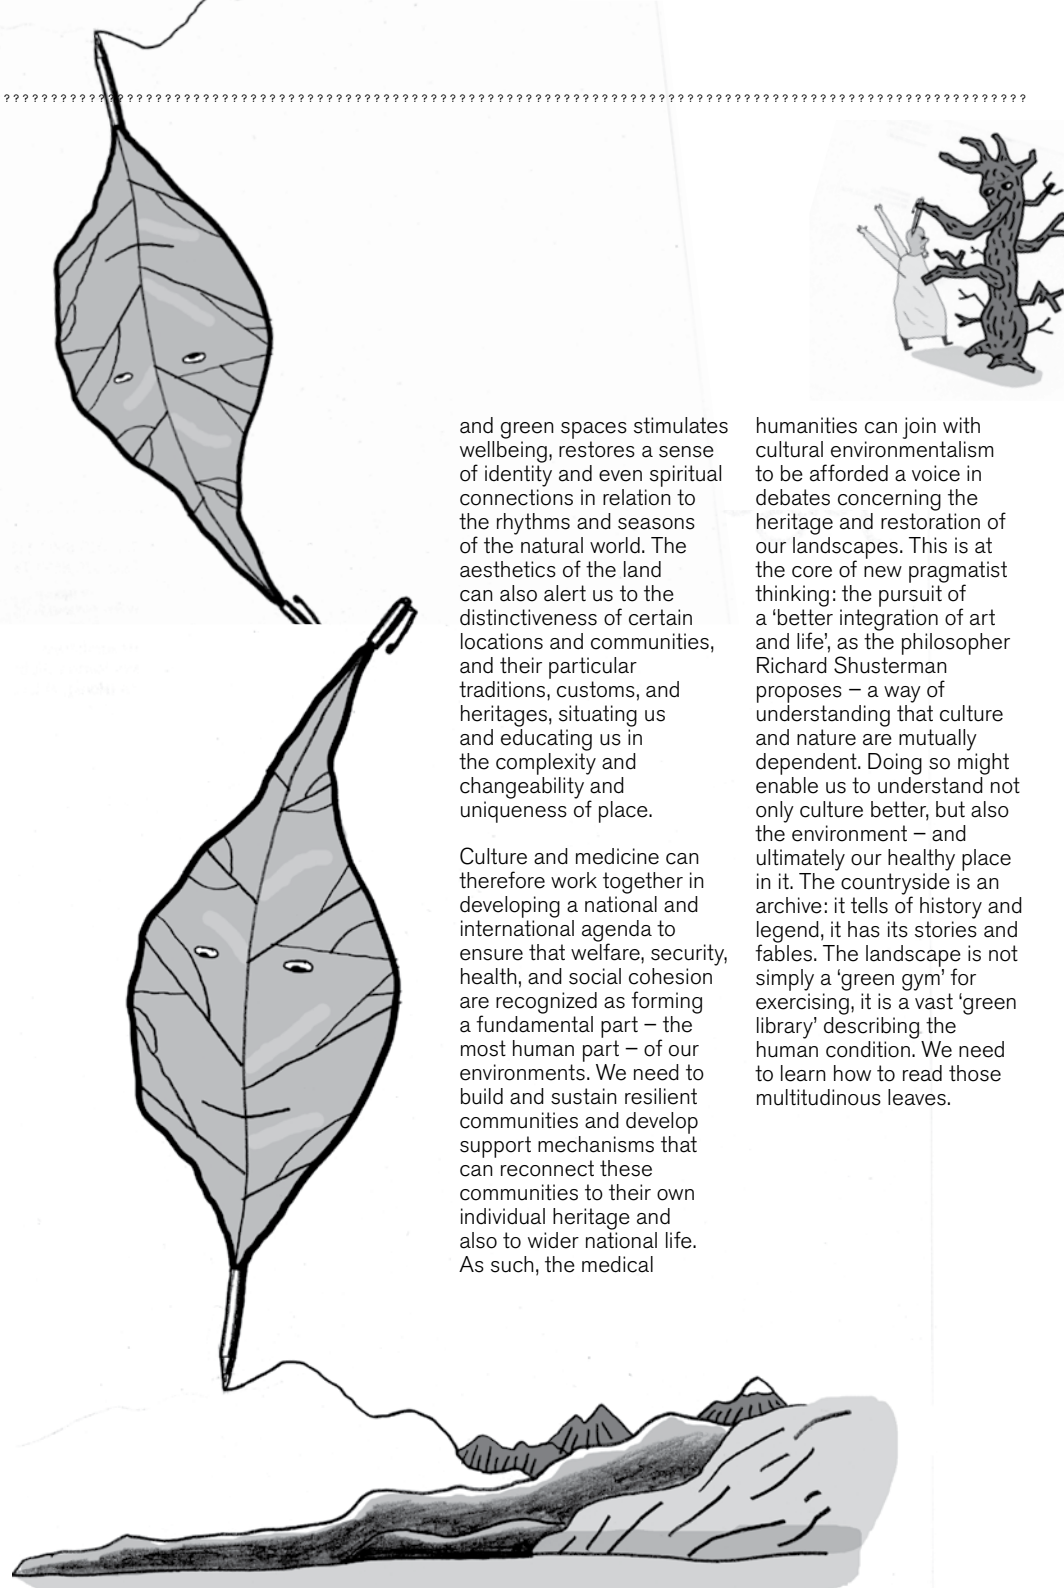 ????????????????????????????????????????????????????????????????????????????????????????????????????????????
and green spaces stimulates
wellbeing, restores a sense
of identity and even spiritual
connections in relation to
the rhythms and seasons
of the natural world. The
aesthetics of the land
can also alert us to the
distinctiveness of certain
locations and communities,
and their particular
traditions, customs, and
heritages, situating us
and educating us in
the complexity and
changeability and
uniqueness of place.
Culture and medicine can
therefore work together in
developing a national and
international agenda to
ensure that welfare, security,
health, and social cohesion
are recognized as forming
a fundamental part – the
most human part – of our
environments. We need to
build and sustain resilient
communities and develop
support mechanisms that
can reconnect these
communities to their own
individual heritage and
also to wider national life.
As such, the medical
humanities can join with
cultural environmentalism
to be afforded a voice in
debates concerning the
heritage and restoration of
our landscapes. This is at
the core of new pragmatist
thinking: the pursuit of
a ‘better integration of art
and life’, as the philosopher
Richard Shusterman
proposes – a way of
understanding that culture
and nature are mutually
dependent. Doing so might
enable us to understand not
only culture better, but also
the environment – and
ultimately our healthy place
in it. The countryside is an
archive: it tells of history and
legend, it has its stories and
fables. The landscape is not
simply a ‘green gym’ for
exercising, it is a vast ‘green
library’ describing the
human condition. We need
to learn how to read those
multitudinous leaves.